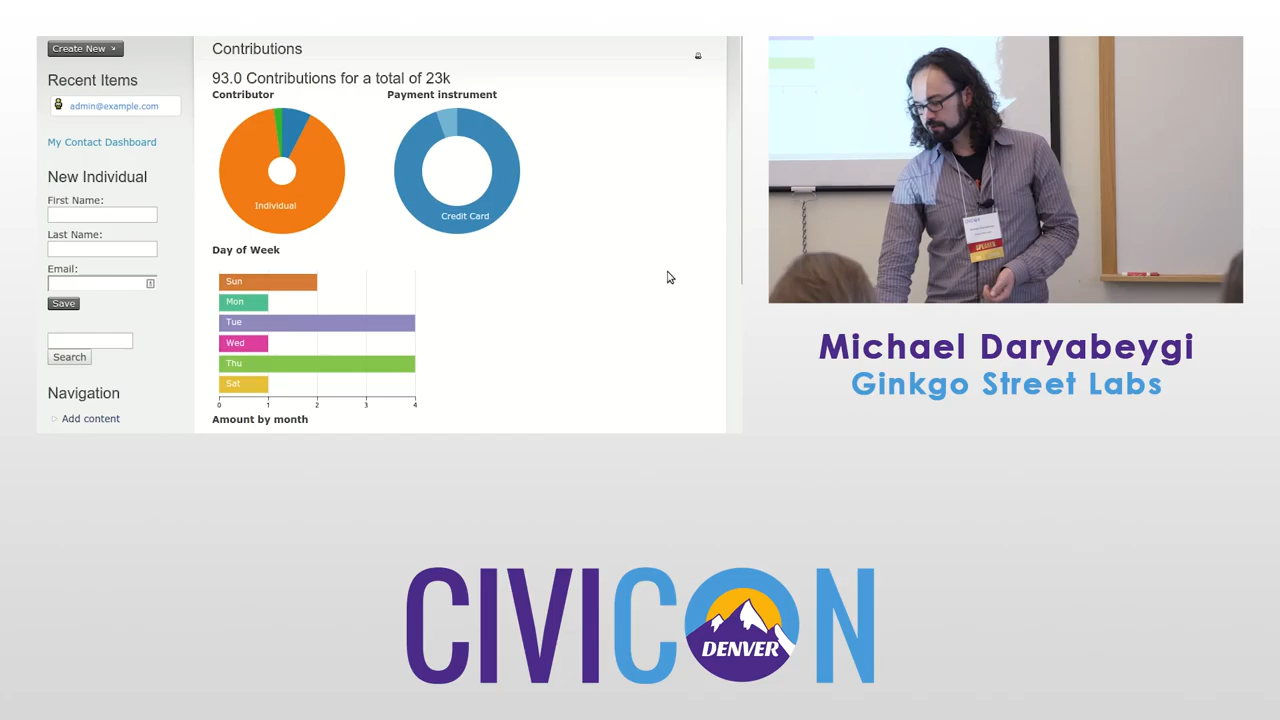 Create New
Recent Items
admin@example.com
My Contact Dashboard
New Individual
First Name:
Last Name:
Email:
Save
Search
Navigation
Add content
Contributions
93.0 Contributions for a total of 23k
Contributor
Payment instrument
Individual
Credit Card
Day of Week
Sun
Mon
Tue
Wed
Thu
Sat
0 1 2 3 4
Amount by month
SPEAKER
Michael Daryabeygi
Ginkgo Street Labs
CIVICON
DENVER